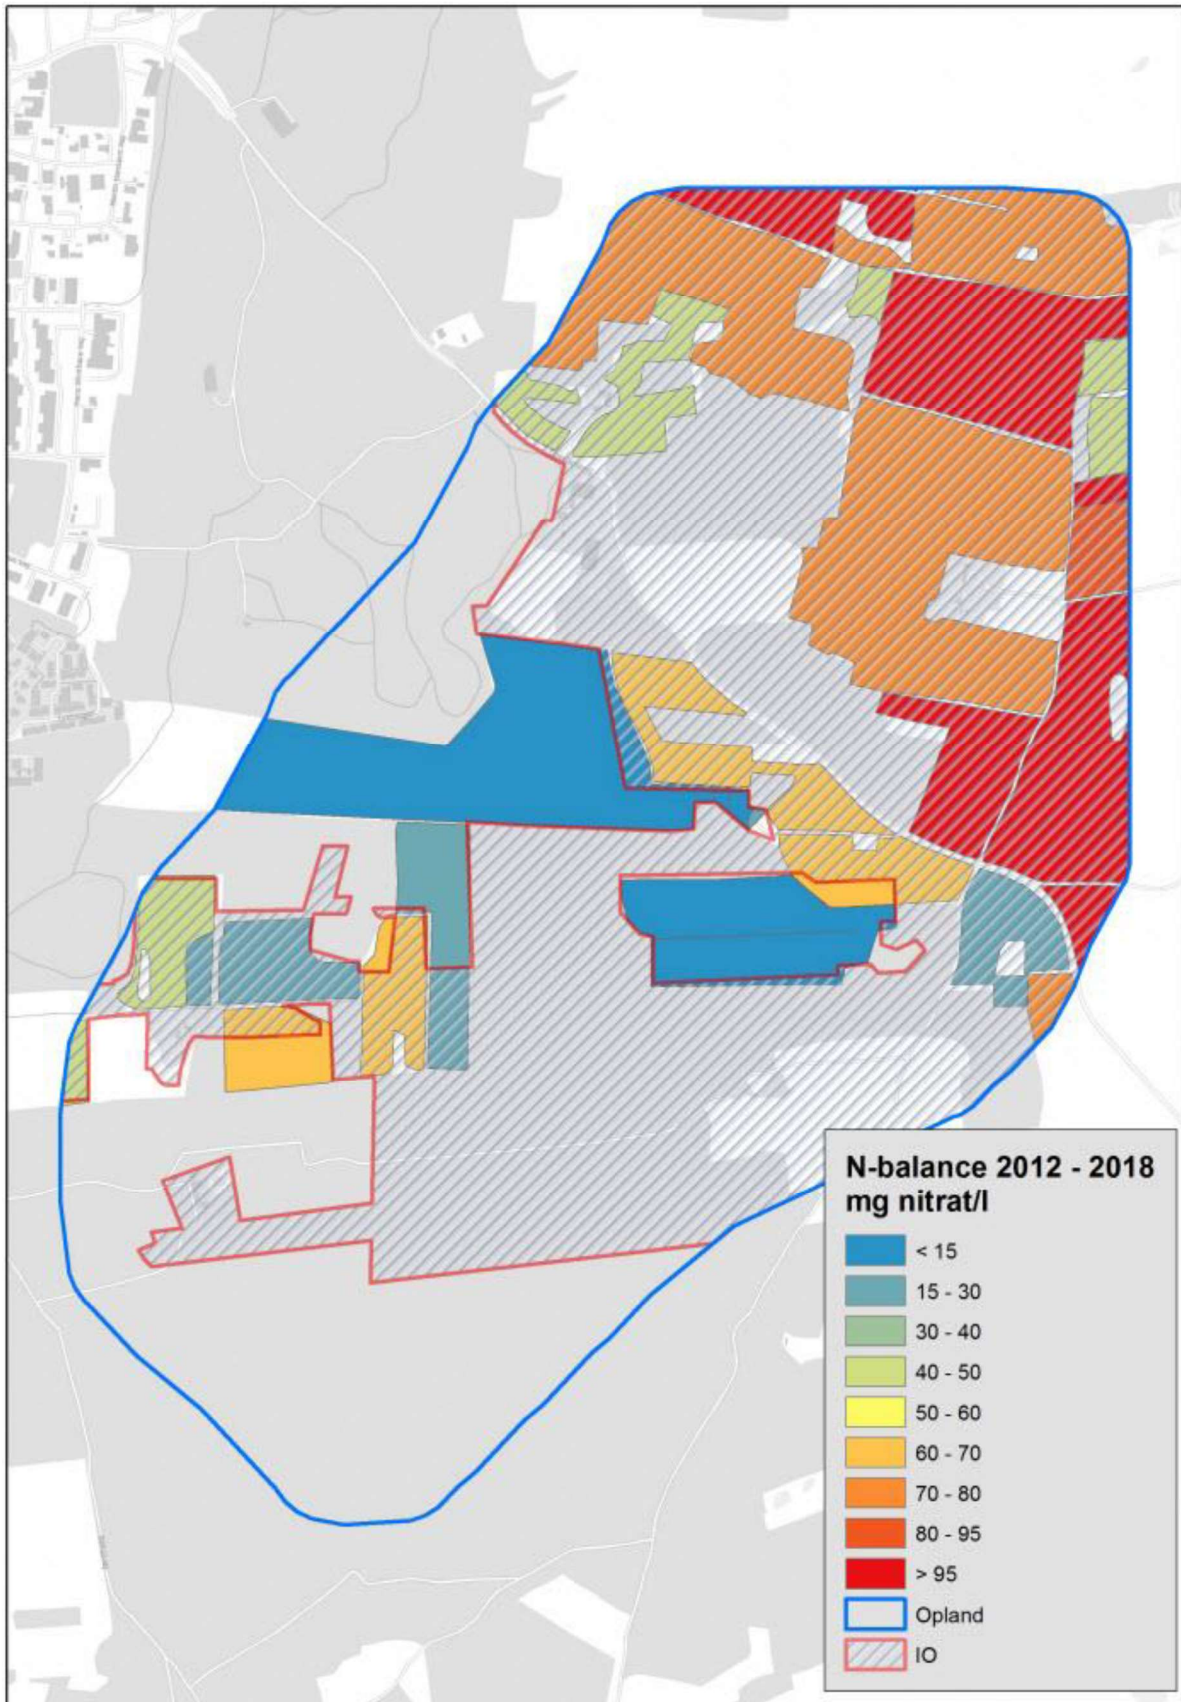 N-balance 2012 - 2018
mg nitrat/l
< 15
15 - 30
30 - 40
40 - 50
50 - 60
60 - 70
70 - 80
80 - 95
> 95
Opland
IO